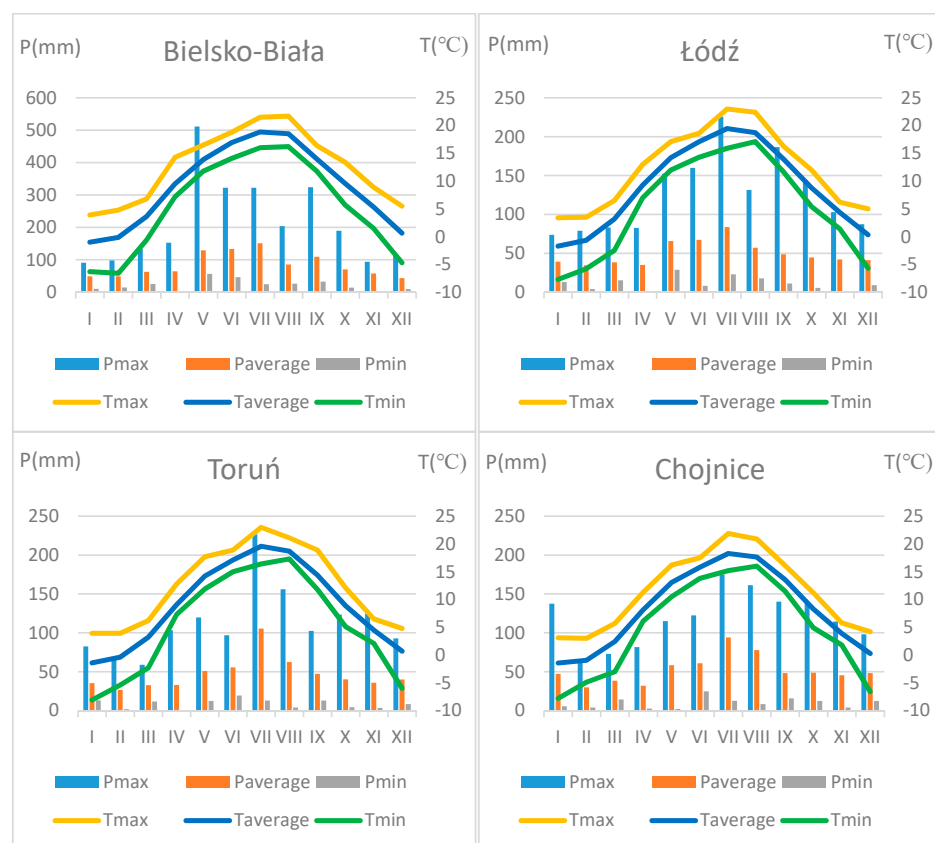 P(mm) Bielsko-Biała T(℃)
600 25
500 20
400 15
300 10
200 5
100 0
0 -5
-10
I II III IV V VI VII VIII IX X XI XII
Pmax Paverage Pmin
Tmax Taverage Tmin
P(mm) Łódź T(℃)
250 25
200 20
150 15
100 10
50 5
0 0
-5
-10
I II III IV V VI VII VIII IX X XI XII
Pmax Paverage Pmin
Tmax Taverage Tmin
P(mm) Toruń T(℃)
250 25
200 20
150 15
100 10
50 5
0 0
-5
-10
I II III IV V VI VII VIII IX X XI XII
Pmax Paverage Pmin
Tmax Taverage Tmin
P(mm) Chojnice T(℃)
250 25
200 20
150 15
100 10
50 5
0 0
-5
-10
I II III IV V VI VII VIII IX X XI XII
Pmax Paverage Pmin
Tmax Taverage Tmin